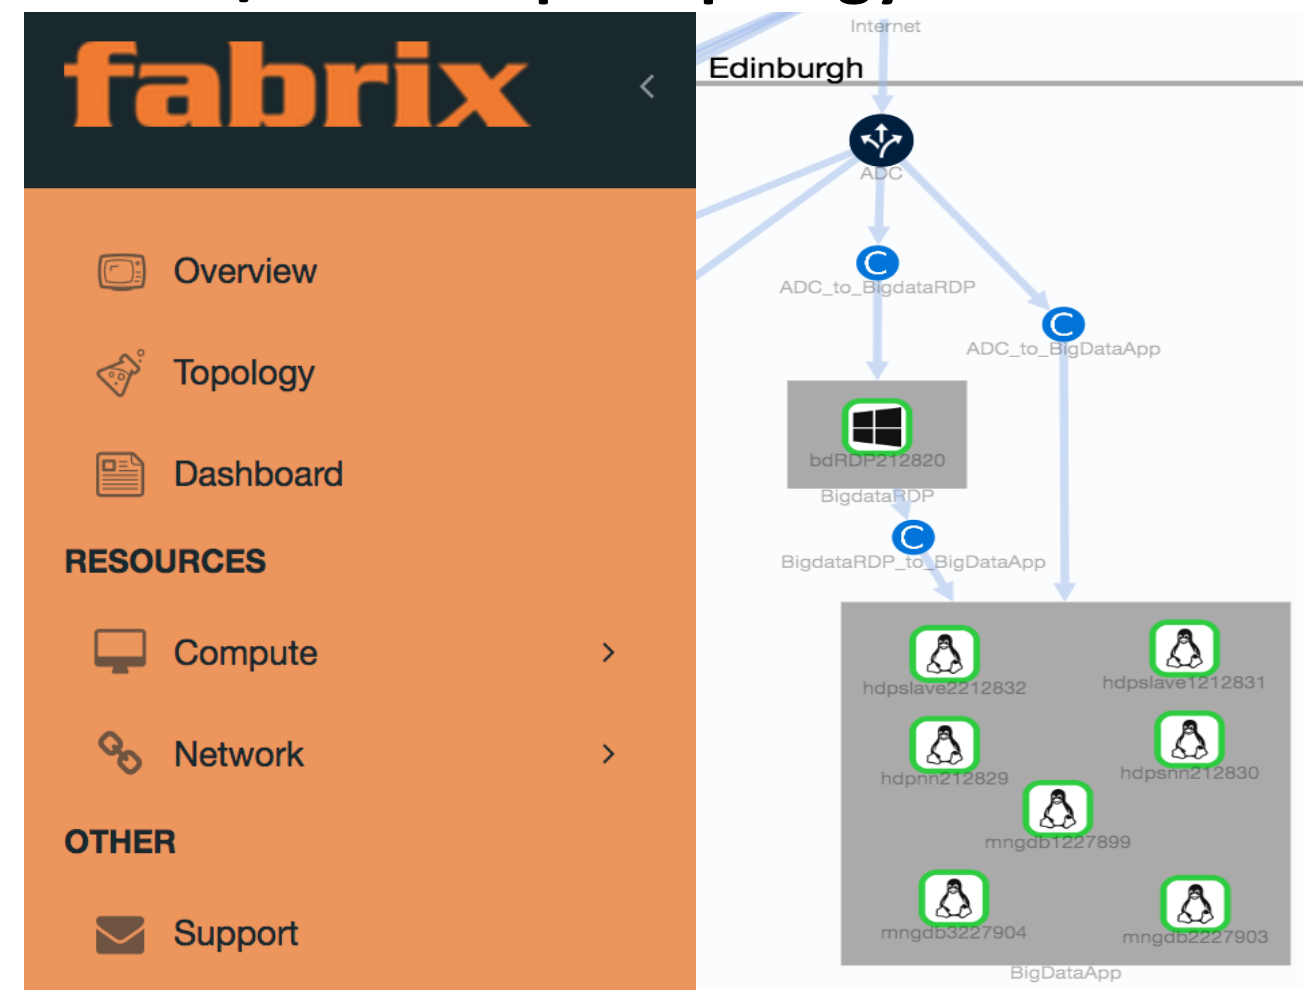 fabrix
Overview
Topology
Dashboard
RESOURCES
Compute
Network
OTHER
Support
Internet
Edinburgh
ADC
C
ADC_to_BigdataRDP
C
ADC_to_BigDataApp
bdRDP212820
BigdataRDP
C
BigdataRDP_to_BigDataApp
hdpslave2212832
hdpslave1212831
hdpnn212829
hdpsnn212830
mngdb1227899
mngdb3227904
mngdb2227903
BigDataApp